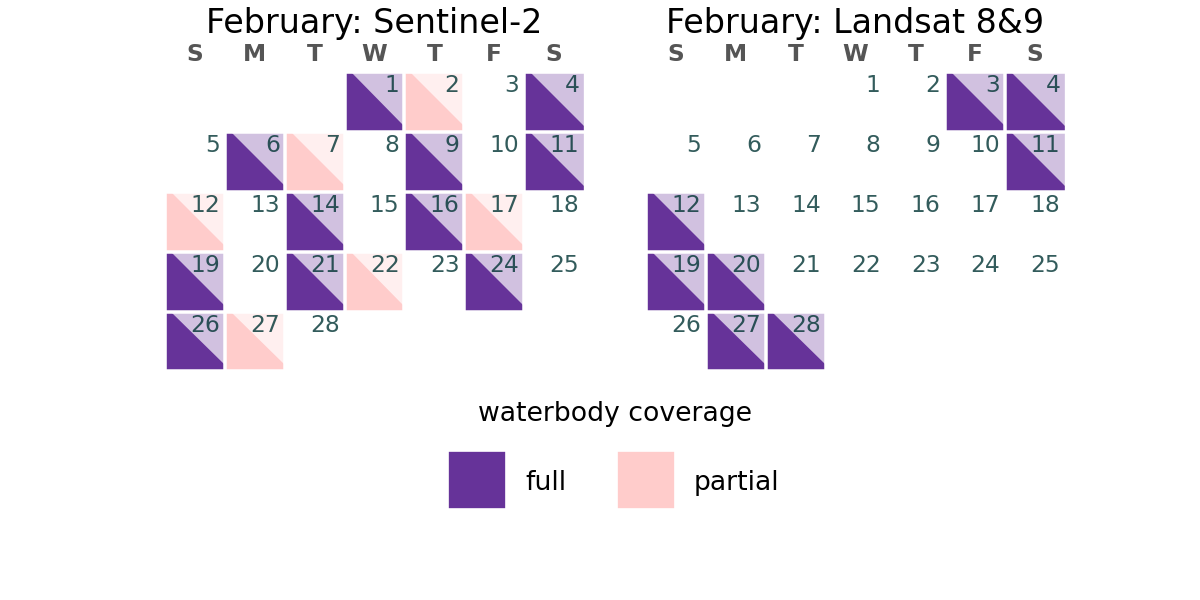 February: Sentinel-2
S M T W T F S
1 2 3 4
5 6 7 8 9 10 11
12 13 14 15 16 17 18
19 20 21 22 23 24 25
26 27 28
February: Landsat 8&9
S M T W T F S
1 2 3 4
5 6 7 8 9 10 11
12 13 14 15 16 17 18
19 20 21 22 23 24 25
26 27 28
waterbody coverage
full partial